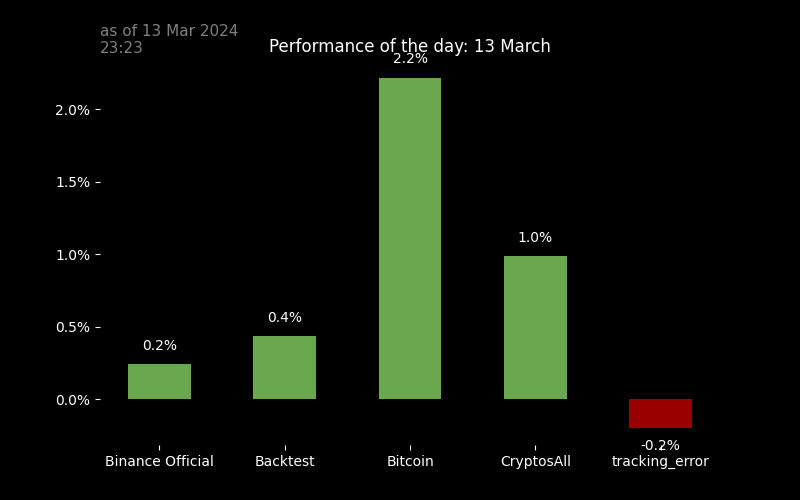 as of 13 Mar 2024
23:23
Performance of the day: 13 March
2.2%
2.0%
1.5%
1.0%
1.0%
0.5%
0.4%
0.2%
0.0%
-0.2%
Binance Official
Backtest
Bitcoin
CryptosAll
tracking_error